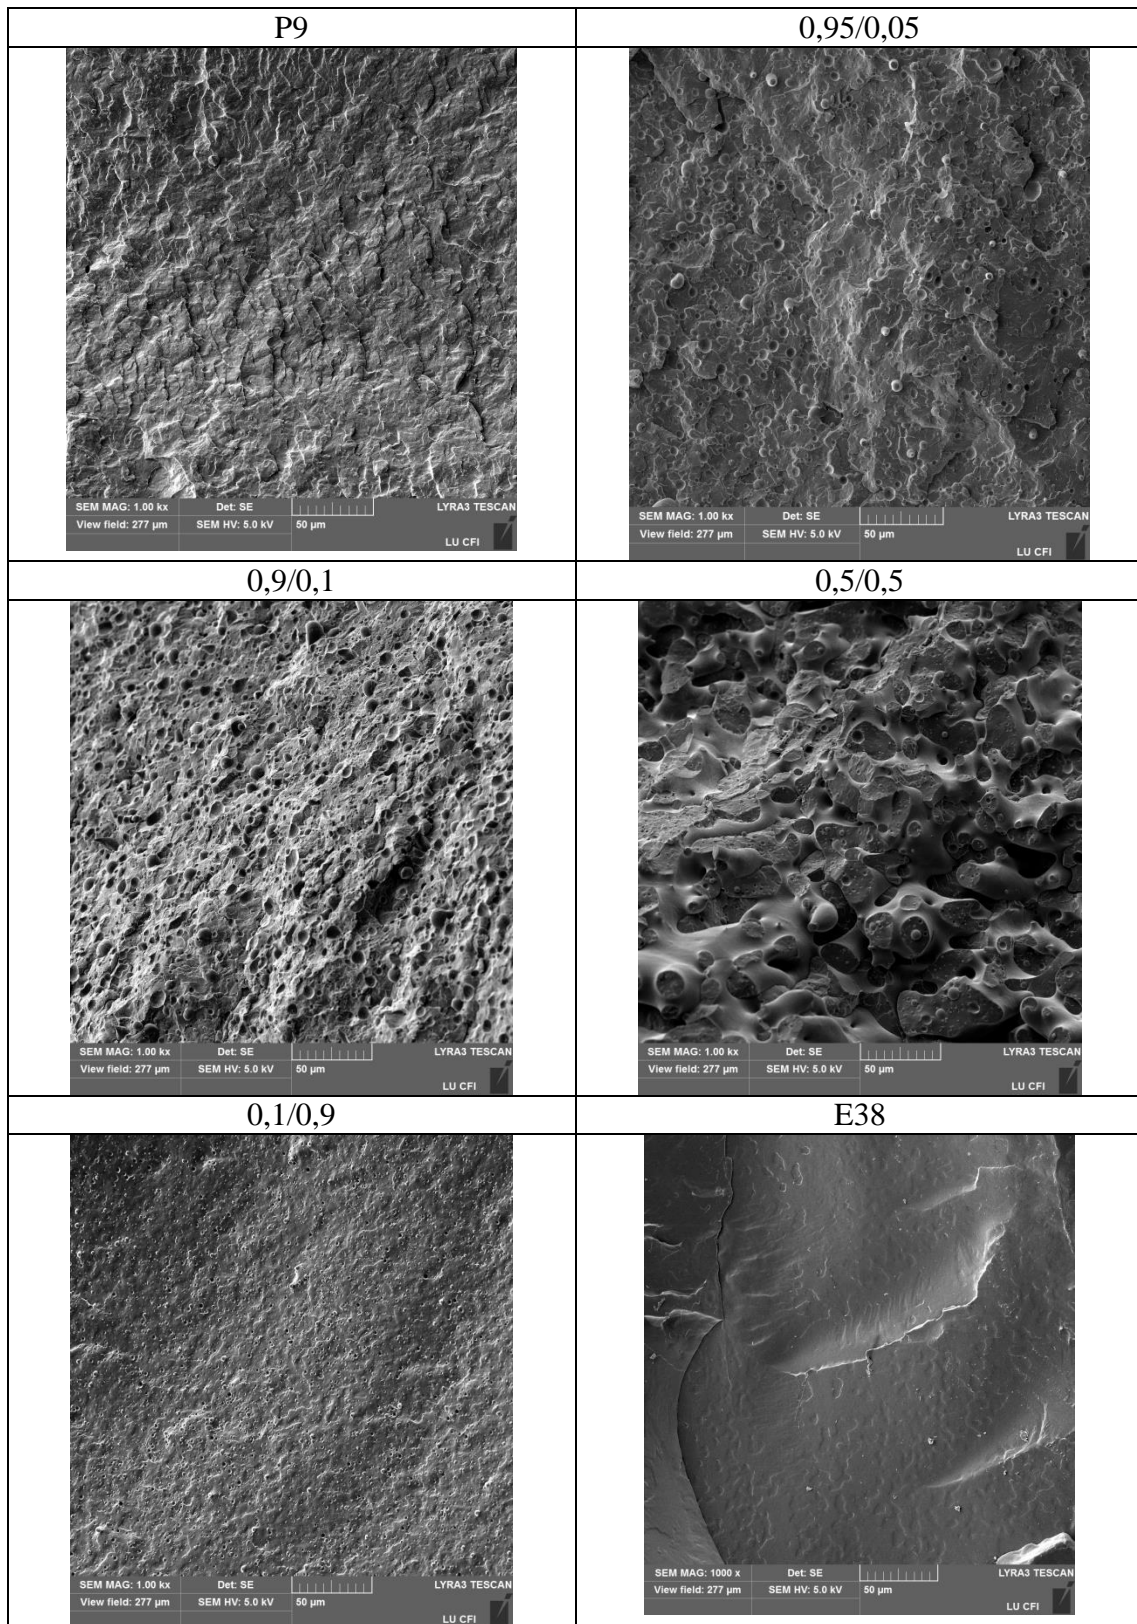 P9
0,95/0,05
SEM MAG: 1.00 kx Det: SE LYRA3 TESCAN
View field: 277 µm SEM HV: 5.0 kV 50 µm
LU CFI
SEM MAG: 1.00 kx Det: SE LYRA3 TESCAN
View field: 277 µm SEM HV: 5.0 kV 50 µm
LU CFI
0,9/0,1
0,5/0,5
SEM MAG: 1.00 kx Det: SE LYRA3 TESCAN
View field: 277 µm SEM HV: 5.0 kV 50 µm
LU CFI
SEM MAG: 1.00 kx Det: SE LYRA3 TESCAN
View field: 277 µm SEM HV: 5.0 kV 50 µm
LU CFI
0,1/0,9
E38
SEM MAG: 1.00 kx Det: SE LYRA3 TESCAN
View field: 277 µm SEM HV: 5.0 kV 50 µm
LU CFI
SEM MAG: 1000 x Det: SE LYRA3 TESCAN
View field: 277 µm SEM HV: 5.0 kV 50 µm
LU CFI